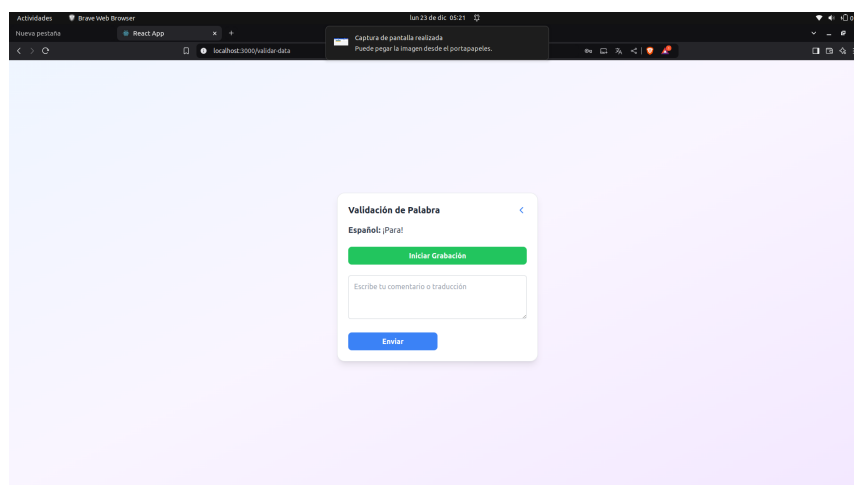 Actividades Brave Web Browser lun 23 de dic 05:21
Nueva pestaña React App × +
Captura de pantalla realizada
Puede pegar la imagen desde el portapapeles.
localhost:3000/validar-data
Validación de Palabra
Español: ¡Para!
Iniciar Grabación
Escribe tu comentario o traducción
Enviar